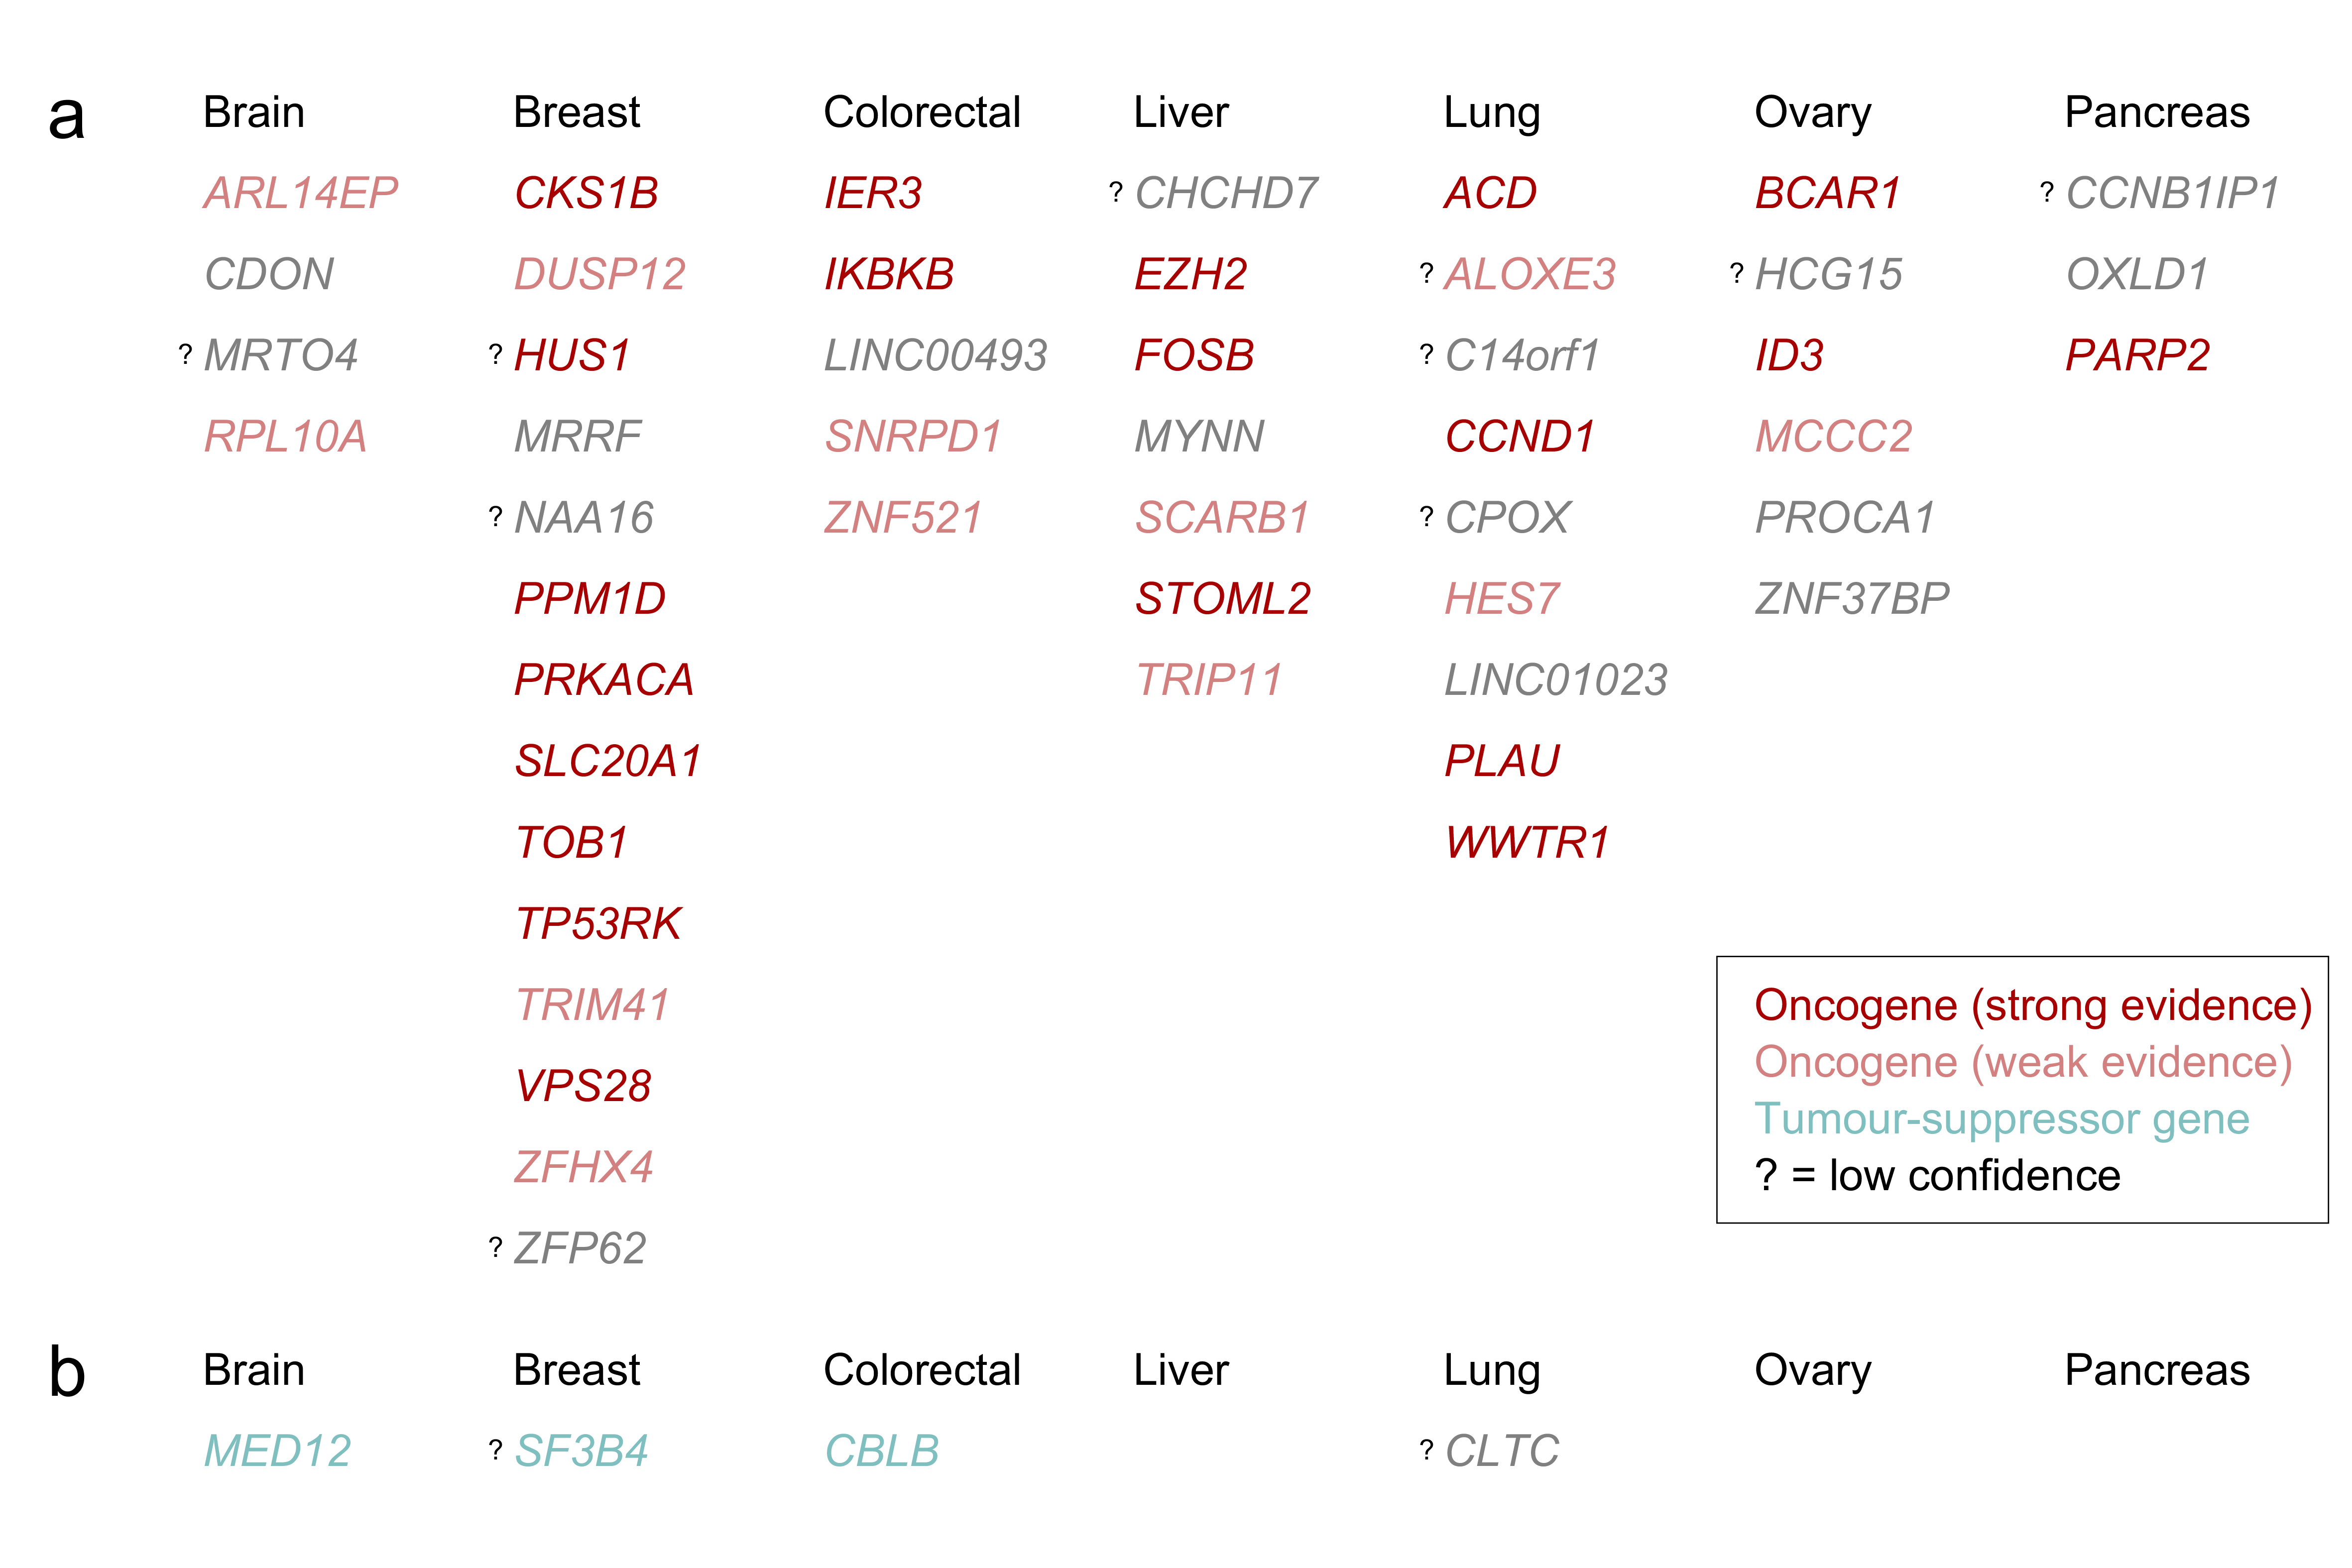 a Brain Breast Colorectal Liver Lung Ovary Pancreas
ARL14EP CKS1B IER3 ? CHCHD7 ACD BCAR1 ? CCNB1IP1
CDON DUSP12 IKBKB EZH2 ? ALOXE3 ? HCG15 OXLD1
? MRTO4 ? HUS1 LINC00493 FOSB ? C14orf1 ID3 PARP2
RPL10A MRRF SNRPD1 MYNN CCND1 MCCC2
? NAA16 ZNF521 SCARB1 ? CPOX PROCA1
PPM1D STOML2 HES7 ZNF37BP
PRKACA TRIP11 LINC01023
SLC20A1 PLAU
TOB1 WWTR1
TP53RK
TRIM41
VPS28
ZFHX4
? ZFP62
Oncogene (strong evidence)
Oncogene (weak evidence)
Tumour-suppressor gene
? = low confidence
b Brain Breast Colorectal Liver Lung Ovary Pancreas
MED12 ? SF3B4 CBLB ? CLTC